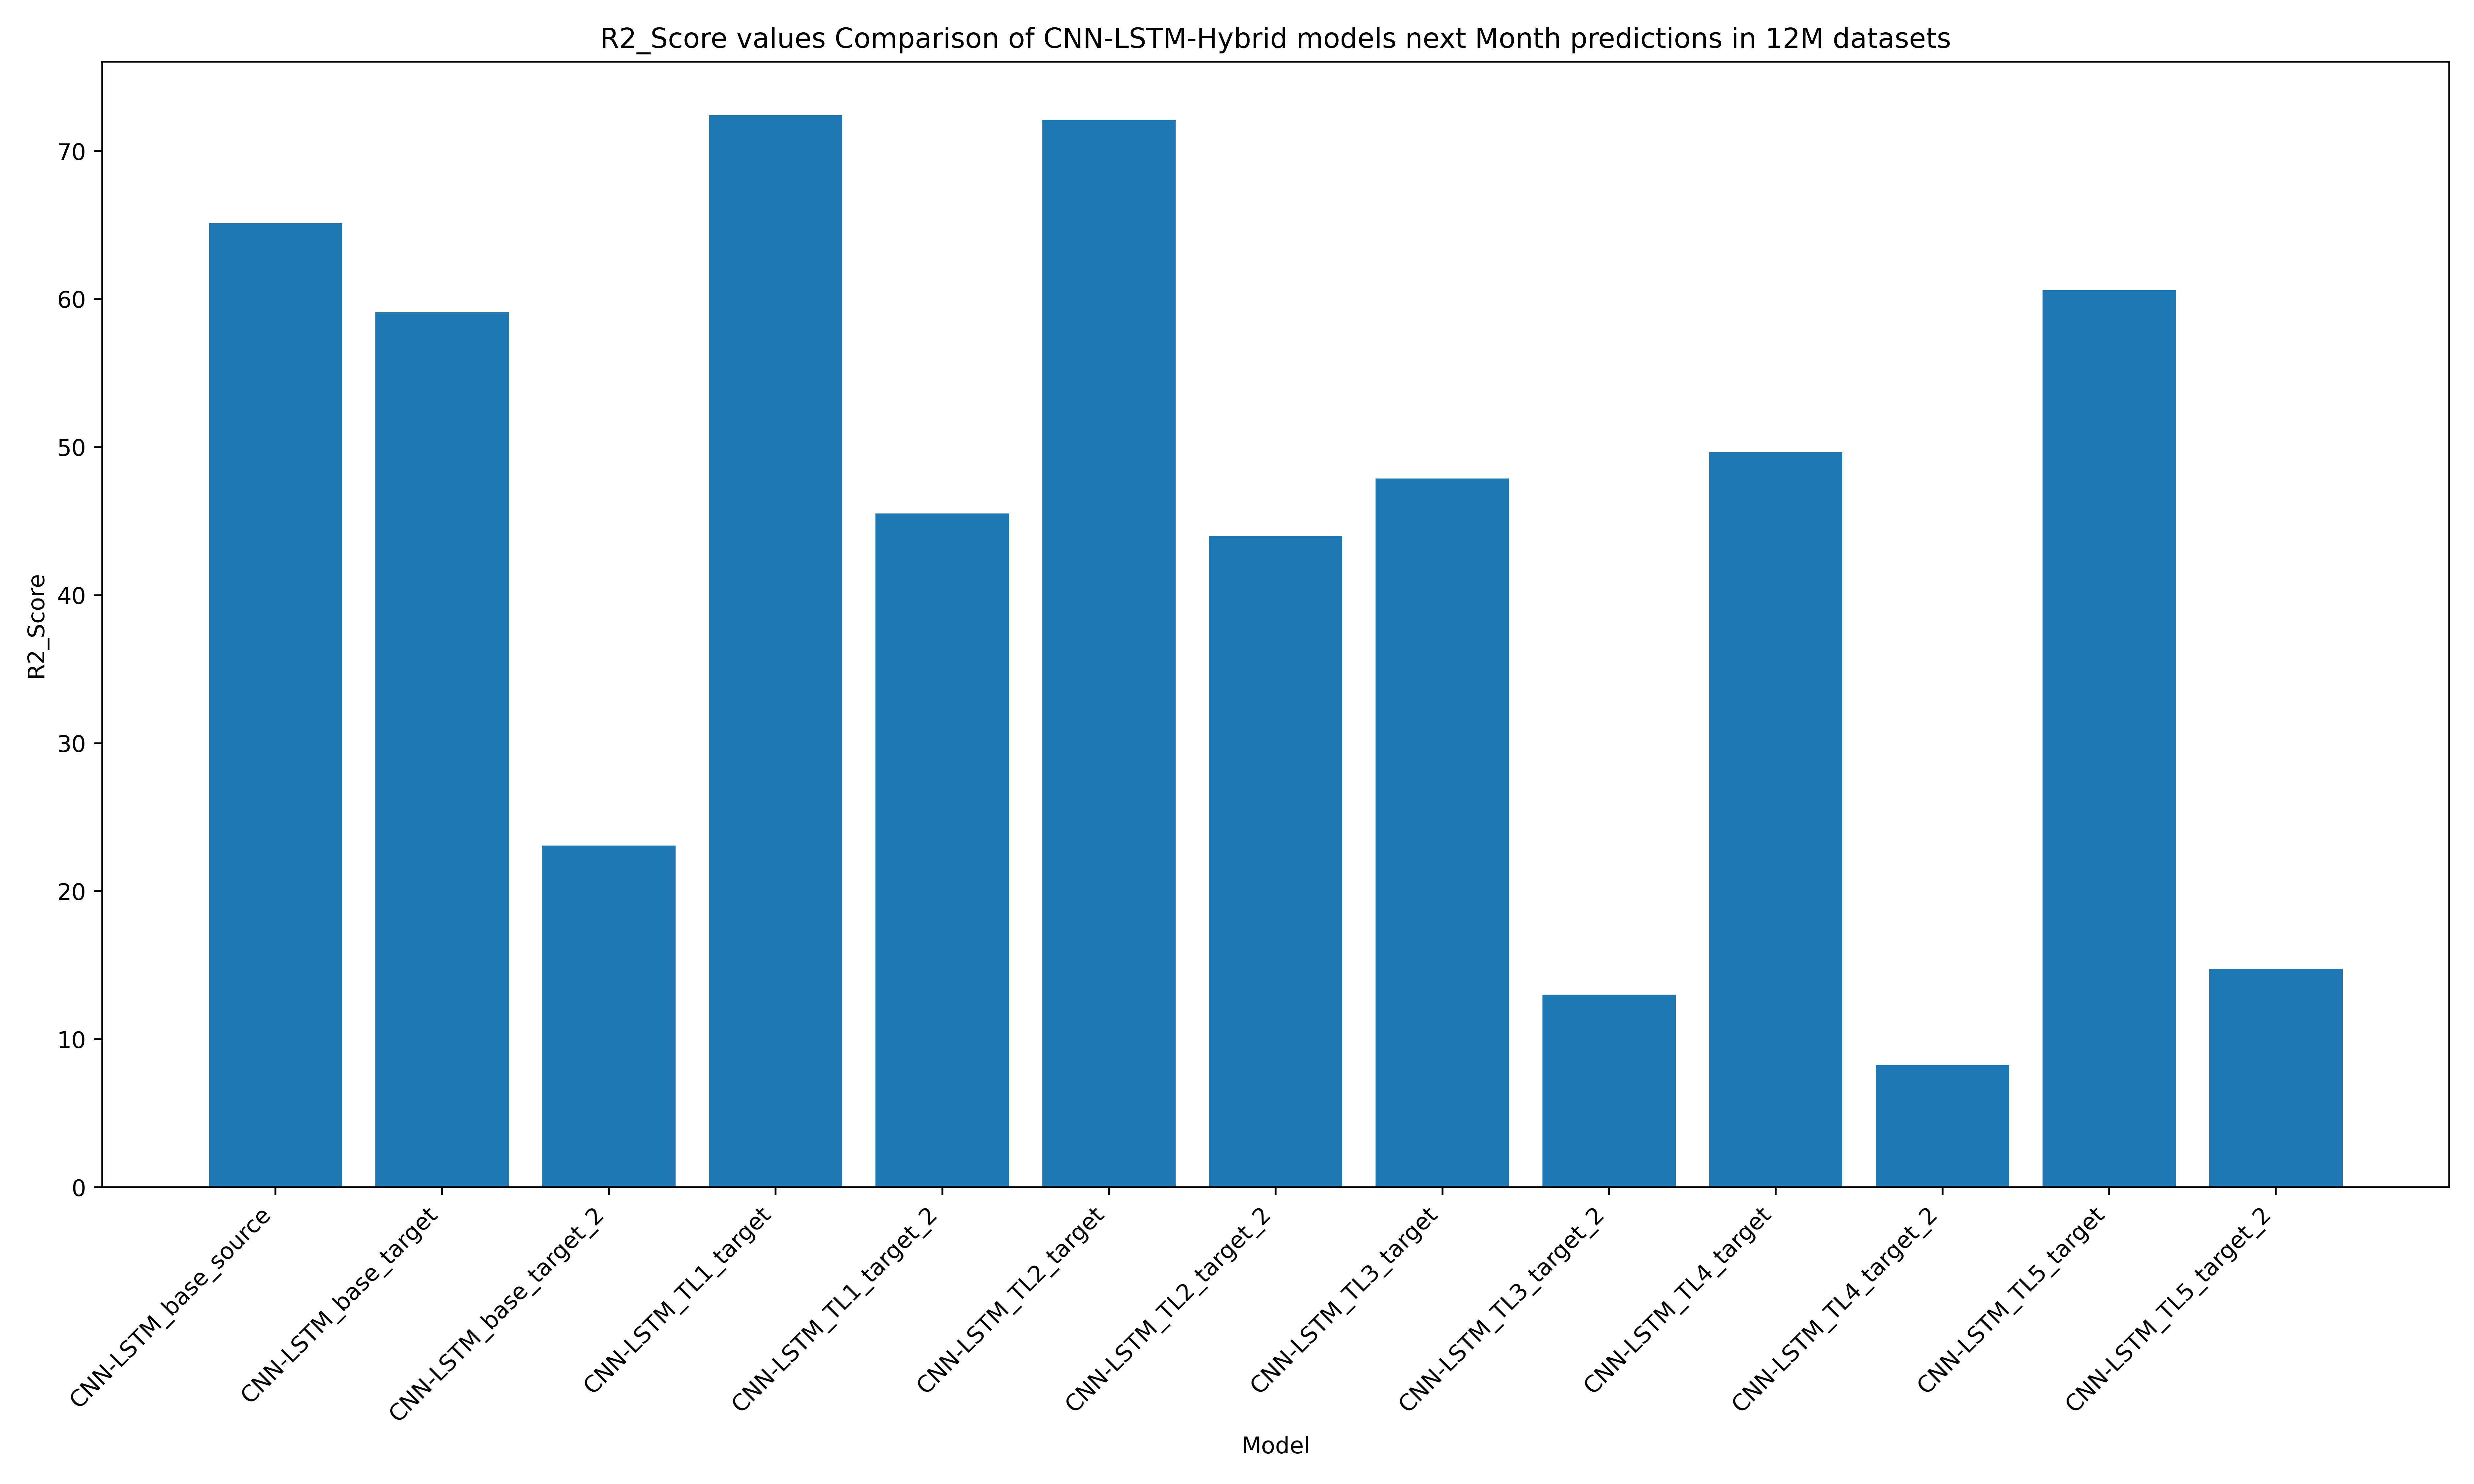 R2_Score values Comparison of CNN-LSTM-Hybrid models next Month predictions in 12M datasets
R2_Score
70
60
50
40
30
20
10
0
CNN-LSTM_base_source
CNN-LSTM_base_target
CNN-LSTM_base_target_2
CNN-LSTM_TL1_target
CNN-LSTM_TL1_target_2
CNN-LSTM_TL2_target
CNN-LSTM_TL2_target_2
CNN-LSTM_TL3_target
CNN-LSTM_TL3_target_2
CNN-LSTM_TL4_target
CNN-LSTM_TL4_target_2
CNN-LSTM_TL5_target
CNN-LSTM_TL5_target_2
Model